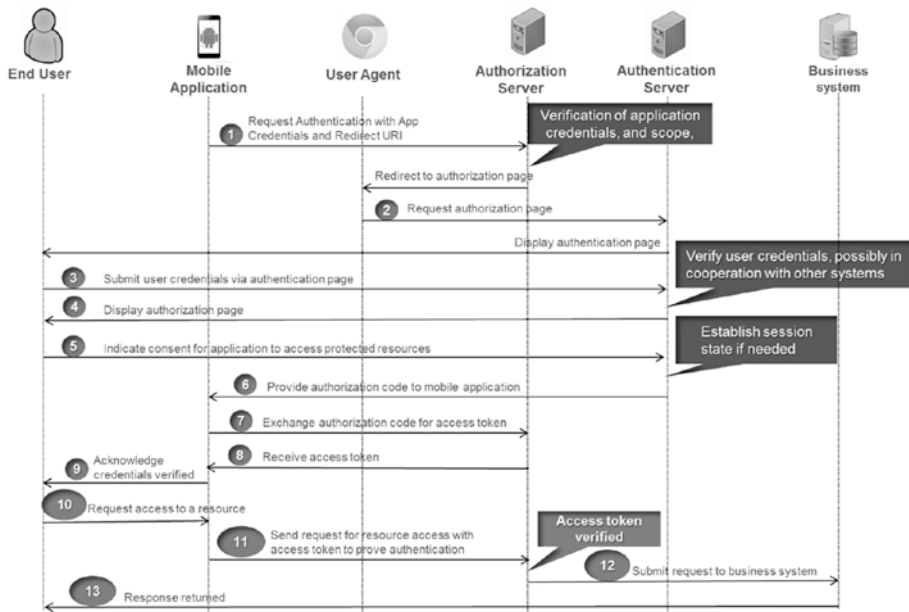 End User
Mobile
Application
User Agent
Authorization
Server
Authentication
Server
Business
system
1
Request Authentication with App
Credentials and Redirect URI
Verification of application
credentials, and scope,
Redirect to authorization page
2
Request authorization page
Display authentication page
Verify user credentials, possibly in
cooperation with other systems
3
Submit user credentials via authentication page
4
Display authorization page
Establish session
state if needed
5
Indicate consent for application to access protected resources
6
Provide authorization code to mobile application
7
Exchange authorization code for access token
8
Receive access token
9
Acknowledge
credentials verified
10
Request access to a resource
11
Send request for resource access with
access token to prove authentication
Access token
verified
12
Submit request to business system
13
Response returned